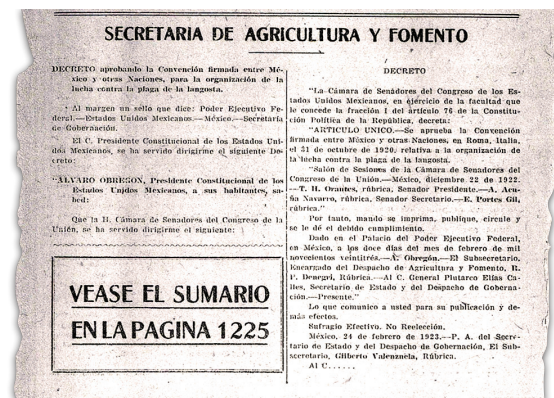 SECRETARIA DE AGRICULTURA Y FOMENTO
DECRETO aprobando la Convención firmada entre Mé-
xico y otras Naciones, para la organización de la
lucha contra la plaga de la langosta.
Al margen un sello que dice: Poder Ejecutivo Fe-
deral.—Estados Unidos Mexicanos.—México.—Secretaría
de Gobernación.
El C. Presidente Constitucional de los Estados Uni-
dos Mexicanos, se ha servido dirigirme el siguiente De-
creto:
"ALVARO OBREGON, Presidente Constitucional de los
Estados Unidos Mexicanos, a sus habitantes, sa-
bed:
Que la H. Cámara de Senadores del Congreso de la
Unión, se ha servido dirigirme el siguiente:
VEASE EL SUMARIO
EN LA PAGINA 1225
DECRETO
"La Cámara de Senadores del Congreso de los Es-
tados Unidos Mexicanos, en ejercicio de la facultad que
le concede la fracción I del artículo 76 de la Constitu-
ción Política de la República, decreta:
"ARTICULO UNICO.—Se aprueba la Convención
firmada entre México y otras Naciones, en Roma, Italia,
el 31 de octubre de 1920, relativa a la organización de
la lucha contra la plaga de la langosta.
"Salón de Sesiones de la Cámara de Senadores del
Congreso de la Unión.—México, diciembre 22 de 1922.
—T. H. Orantes, rúbrica, Senador Presidente.—A. Acu-
ña Navarro, rúbrica, Senador Secretario.—E. Portes Gil,
rúbrica."
Por tanto, mando se imprima, publique, circule y
se le dé el debido cumplimiento.
Dado en el Palacio del Poder Ejecutivo Federal,
en México, a los doce días del mes de febrero de mil
novecientos veintitrés.—A. Obregón.—El Subsecretario,
Encargado del Despacho de Agricultura y Fomento, R.
P. Denegri, Rúbrica.—Al C. General Plutarco Elías Ca-
lles, Secretario de Estado y del Despacho de Goberna-
ción.—Presente."
Lo que comunico a usted para su publicación y de-
más efectos.
Sufragio Efectivo. No Reelección.
México, 24 de febrero de 1923.—P. A. del Secre-
tario de Estado y del Despacho de Gobernación, El Sub-
secretario, Gilberto Valenzuela, Rúbrica.
Al C......